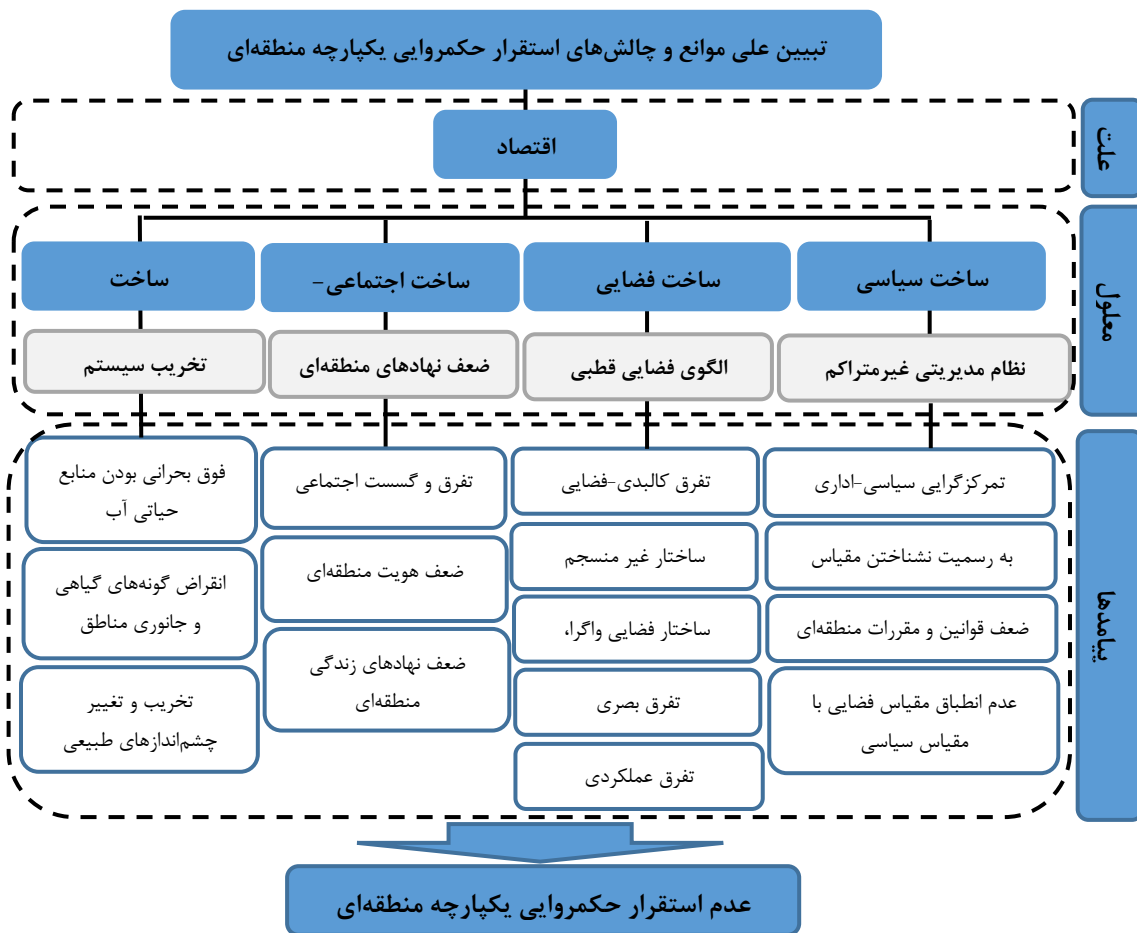 تبیین علی موانع و چالش‌های استقرار حکمروایی یکپارچه منطقه‌ای
علت
اقتصاد
معلول
ساخت سیاسی
ساخت فضایی
ساخت اجتماعی-
ساخت
نظام مدیریتی غیرمتراکم
الگوی فضایی قطبی
ضعف نهادهای منطقه‌ای
تخریب سیستم
پیامدها
تمرکزگرایی سیاسی-اداری
به رسمیت نشناختن مقیاس
ضعف قوانین و مقررات منطقه‌ای
عدم انطباق مقیاس فضایی با
مقیاس سیاسی
تفرق کالبدی-فضایی
ساختار غیر منسجم
ساختار فضایی واگرا،
تفرق بصری
تفرق عملکردی
تفرق و گسست اجتماعی
ضعف هویت منطقه‌ای
ضعف نهادهای زندگی
منطقه‌ای
فوق بحرانی بودن منابع
حیاتی آب
انقراض گونه‌های گیاهی
و جانوری مناطق
تخریب و تغییر
چشم‌اندازهای طبیعی
عدم استقرار حکمروایی یکپارچه منطقه‌ای